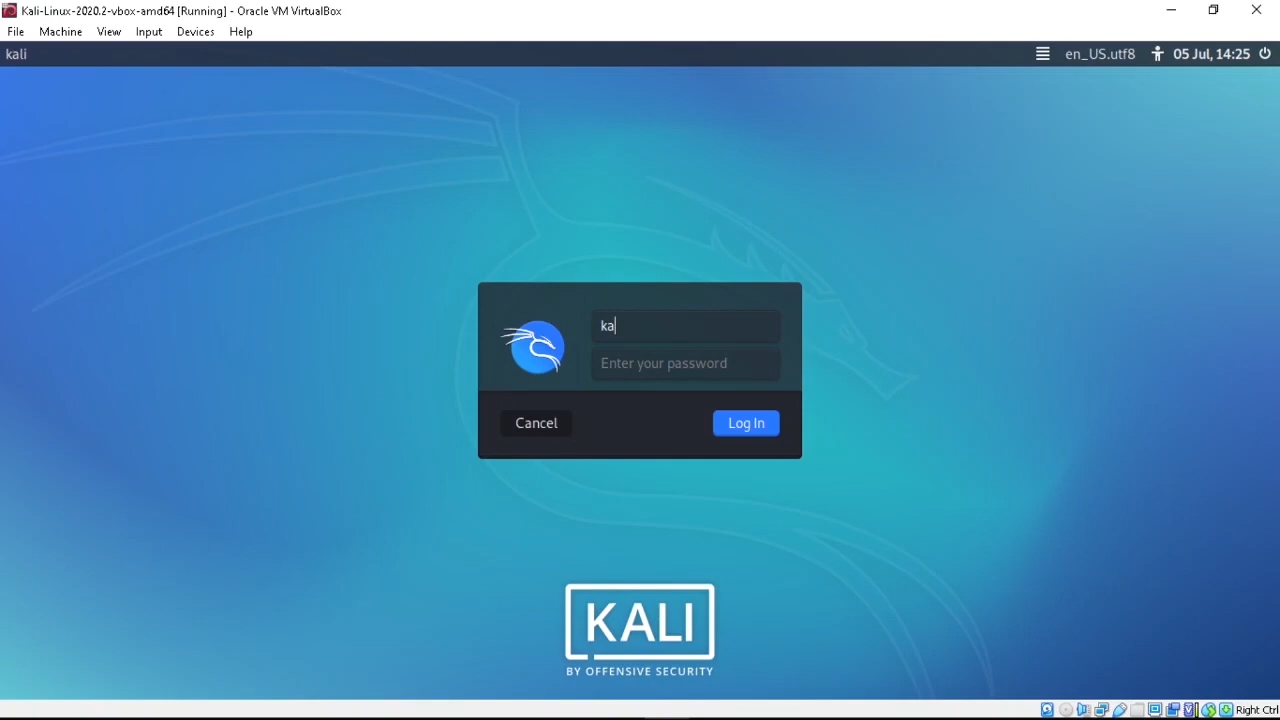 Kali-Linux-2020.2-vbox-amd64 [Running] - Oracle VM VirtualBox
File Machine View Input Devices Help
kali en_US.utf8 05 Jul, 14:25
ka
Enter your password
Cancel Log In
KALI
BY OFFENSIVE SECURITY
Right Ctrl